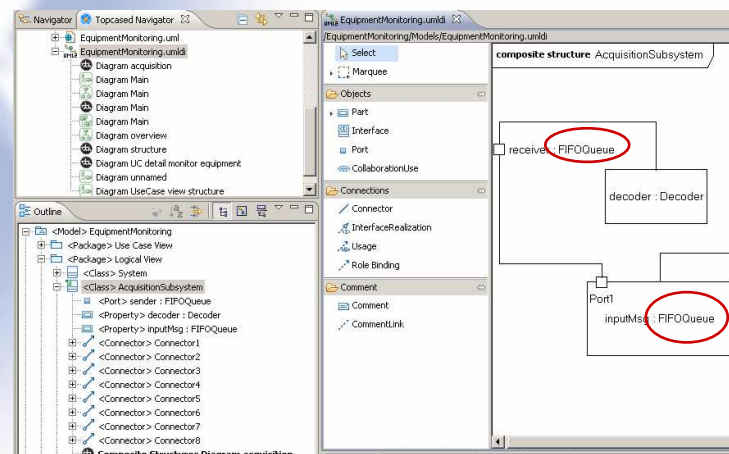 Navigator
Topcased Navigator
EquipmentMonitoring.uml
EquipmentMonitoring.umldi
Diagram acquisition
Diagram Main
Diagram Main
Diagram Main
Diagram Main
Diagram overview
Diagram structure
Diagram UC detail monitor equipment
Diagram unnamed
Diagram UseCase view structure
Outline
<Model> EquipmentMonitoring
<Package> Use Case View
<Package> Logical View
<Class> System
<Class> AcquisitionSubsystem
<Port> sender : FIFOQueue
<Property> decoder : Decoder
<Property> inputMsg : FIFOQueue
<Connector> Connector1
<Connector> Connector2
<Connector> Connector3
<Connector> Connector4
<Connector> Connector5
<Connector> Connector6
<Connector> Connector7
<Connector> Connector8
Composite Structures Diagram acquisition
EquipmentMonitoring.umldi
/EquipmentMonitoring/Models/EquipmentMonitoring.umldi
Select
Marquee
Objects
Part
Interface
Port
CollaborationUse
Connections
Connector
InterfaceRealization
Usage
Role Binding
Comment
Comment
CommentLink
composite structure AcquisitionSubsystem
receiver : FIFOQueue
decoder : Decoder
Port1
inputMsg : FIFOQueue